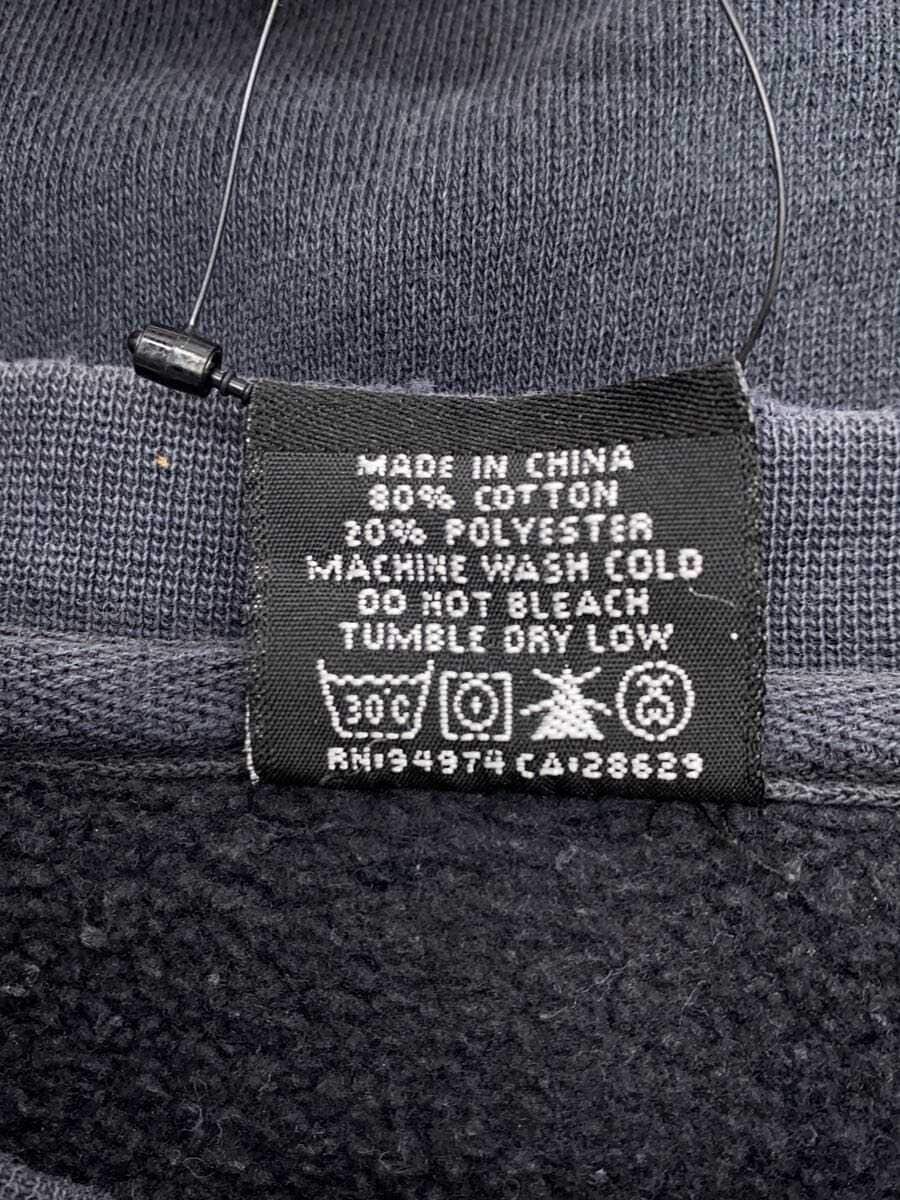 MADE IN CHINA
80% COTTON
20% POLYESTER
MACHINE WASH COLD
DO NOT BLEACH
TUMBLE DRY LOW
30°C
RN:94974 CA:28629